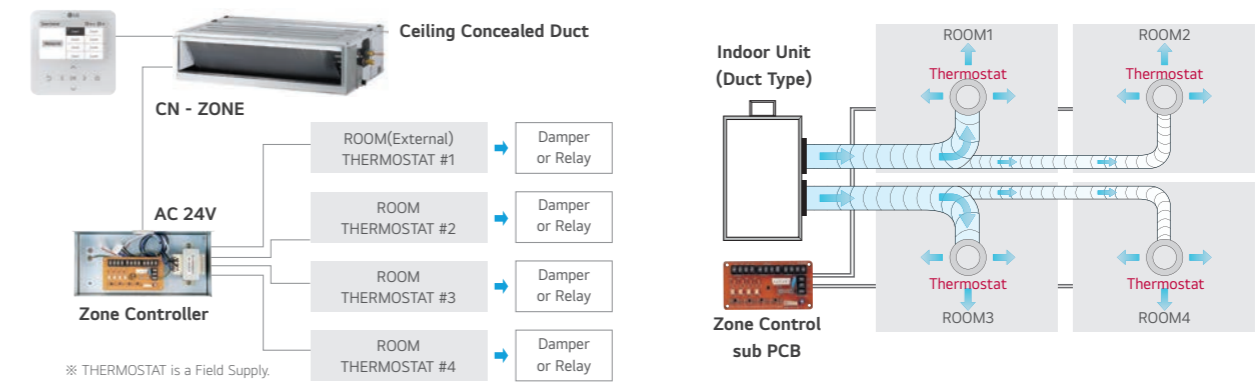 LG
Ceiling Concealed Duct
CN - ZONE
ROOM(External)
THERMOSTAT #1
Damper
or Relay
ROOM
THERMOSTAT #2
Damper
or Relay
AC 24V
ROOM
THERMOSTAT #3
Damper
or Relay
Zone Controller
ROOM
THERMOSTAT #4
Damper
or Relay
※ THERMOSTAT is a Field Supply.
Indoor Unit
(Duct Type)
ROOM1
Thermostat
ROOM2
Thermostat
Thermostat
ROOM3
Thermostat
ROOM4
Zone Control
sub PCB